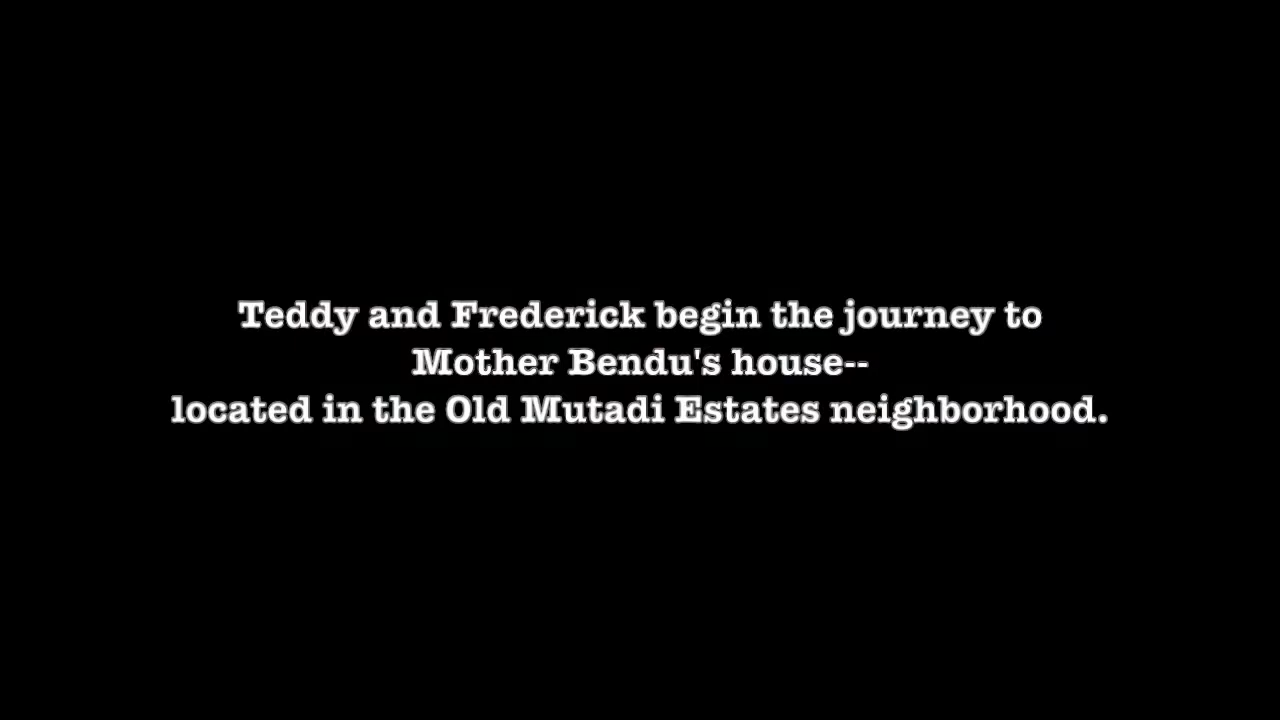 Teddy and Frederick begin the journey to
Mother Bendu's house--
located in the Old Mutadi Estates neighborhood.